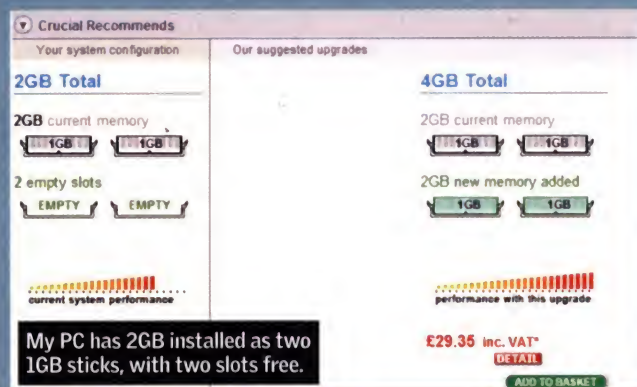 Crucial Recommends
Your system configuration
Our suggested upgrades
2GB Total
2GB current memory
1GB 1GB
2 empty slots
EMPTY EMPTY
current system performance
4GB Total
2GB current memory
1GB 1GB
2GB new memory added
1GB 1GB
performance with this upgrade
£29.35 inc. VAT*
DETAIL
ADD TO BASKET
My PC has 2GB installed as two
1GB sticks, with two slots free.